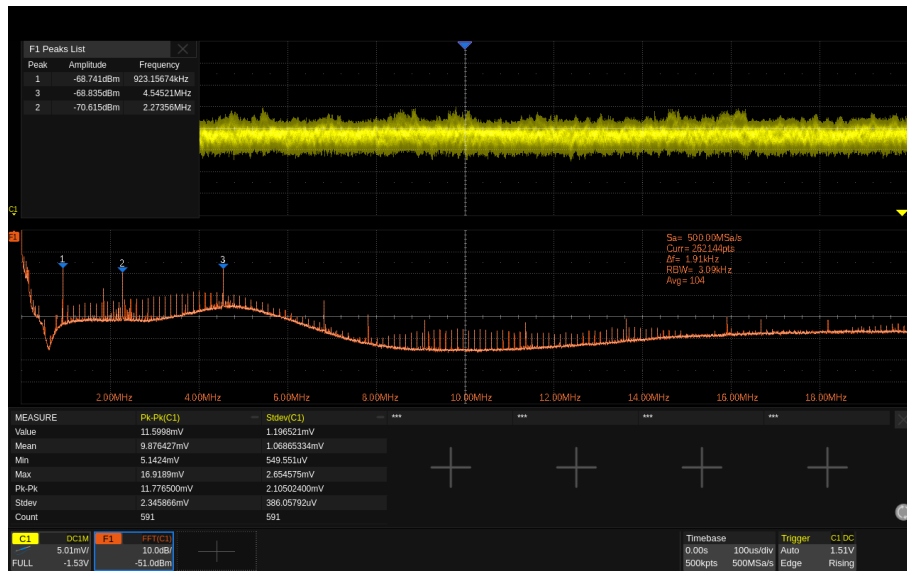 F1 Peaks List
Peak Amplitude Frequency
1 -68.741dBm 923.15674kHz
3 -68.835dBm 4.54521MHz
2 -70.615dBm 2.27356MHz
C1
F1
1 2 3
Sa= 500.00MSa/s
Curr= 262144pts
Δf= 1.91kHz
RBW= 3.09kHz
Avg= 104
2.00MHz 4.00MHz 6.00MHz 8.00MHz 10.00MHz 12.00MHz 14.00MHz 16.00MHz 18.00MHz
MEASURE Pk-Pk(C1) Stdev(C1) *** *** *** ***
Value 11.5998mV 1.196521mV
Mean 9.876427mV 1.06865334mV
Min 5.1424mV 549.551uV
Max 16.9189mV 2.654575mV
Pk-Pk 11.776500mV 2.10502400mV
Stdev 2.345866mV 386.05792uV
Count 591 591
C1 DC1M F1 FFT(C1) Timebase Trigger C1 DC
5.01mV/ 10.0dB/ 0.00s 100us/div Auto 1.51V
FULL -1.53V -51.0dBm 500kpts 500MSa/s Edge Rising